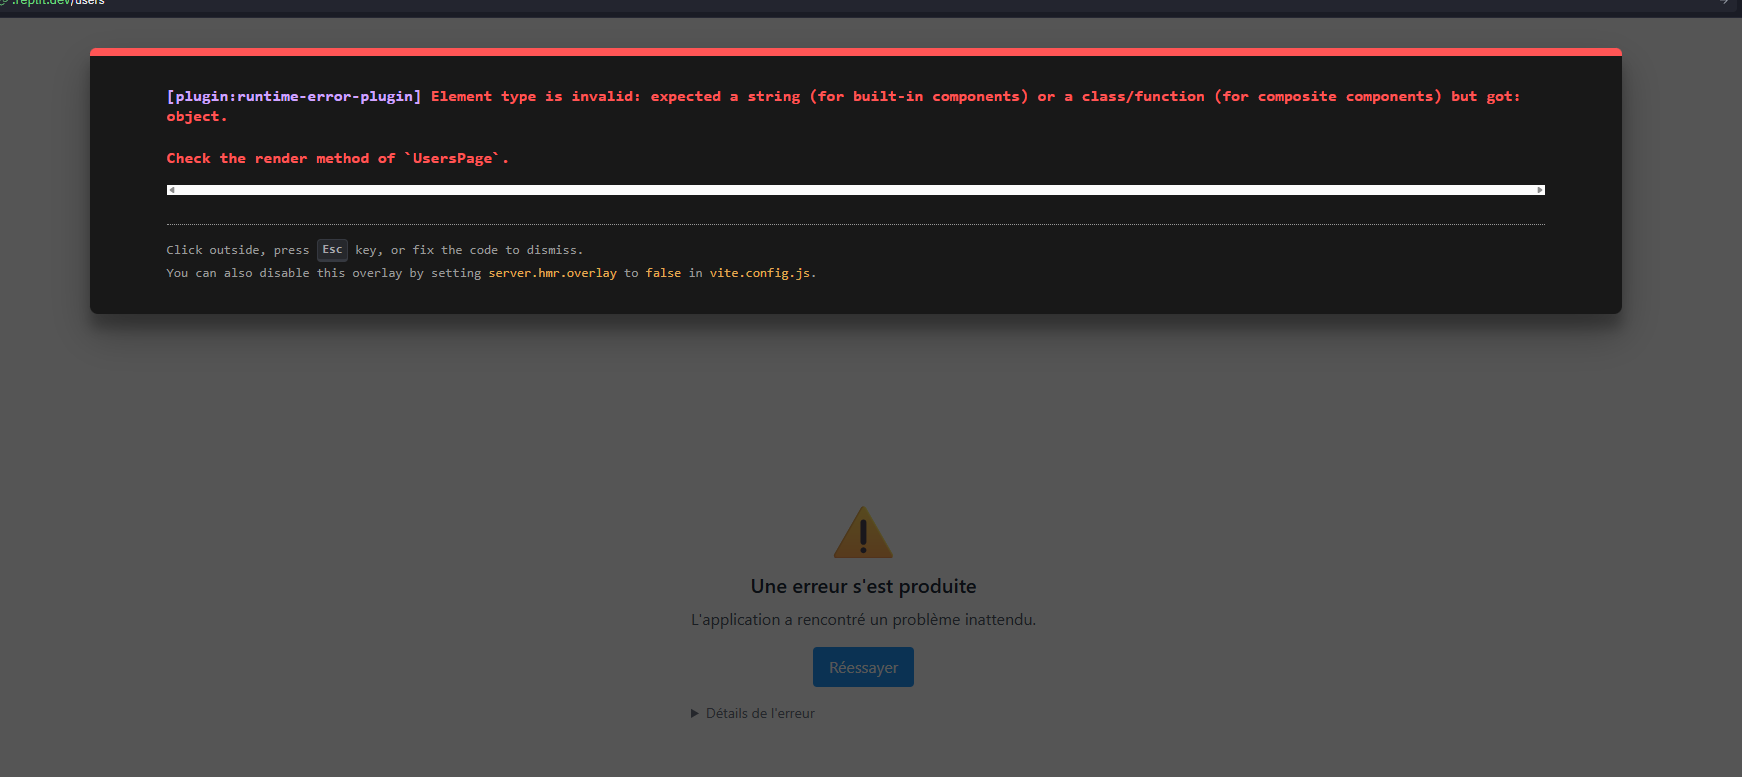 .replit.dev/users
[plugin:runtime-error-plugin] Element type is invalid: expected a string (for built-in components) or a class/function (for composite components) but got:
object.
Check the render method of `UsersPage`.
Click outside, press Esc key, or fix the code to dismiss.
You can also disable this overlay by setting server.hmr.overlay to false in vite.config.js.
Une erreur s'est produite
L'application a rencontré un problème inattendu.
Réessayer
Détails de l'erreur